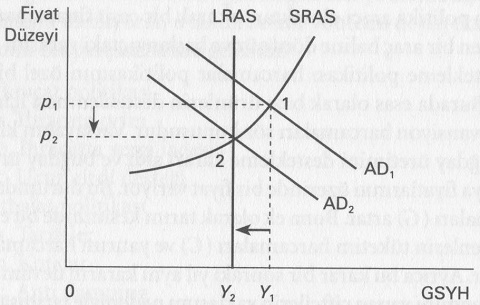 Fiyat
Düzeyi
LRAS
SRAS
p₁
1
p₂
2
AD₁
AD₂
0
Y₂
Y₁
GSYH